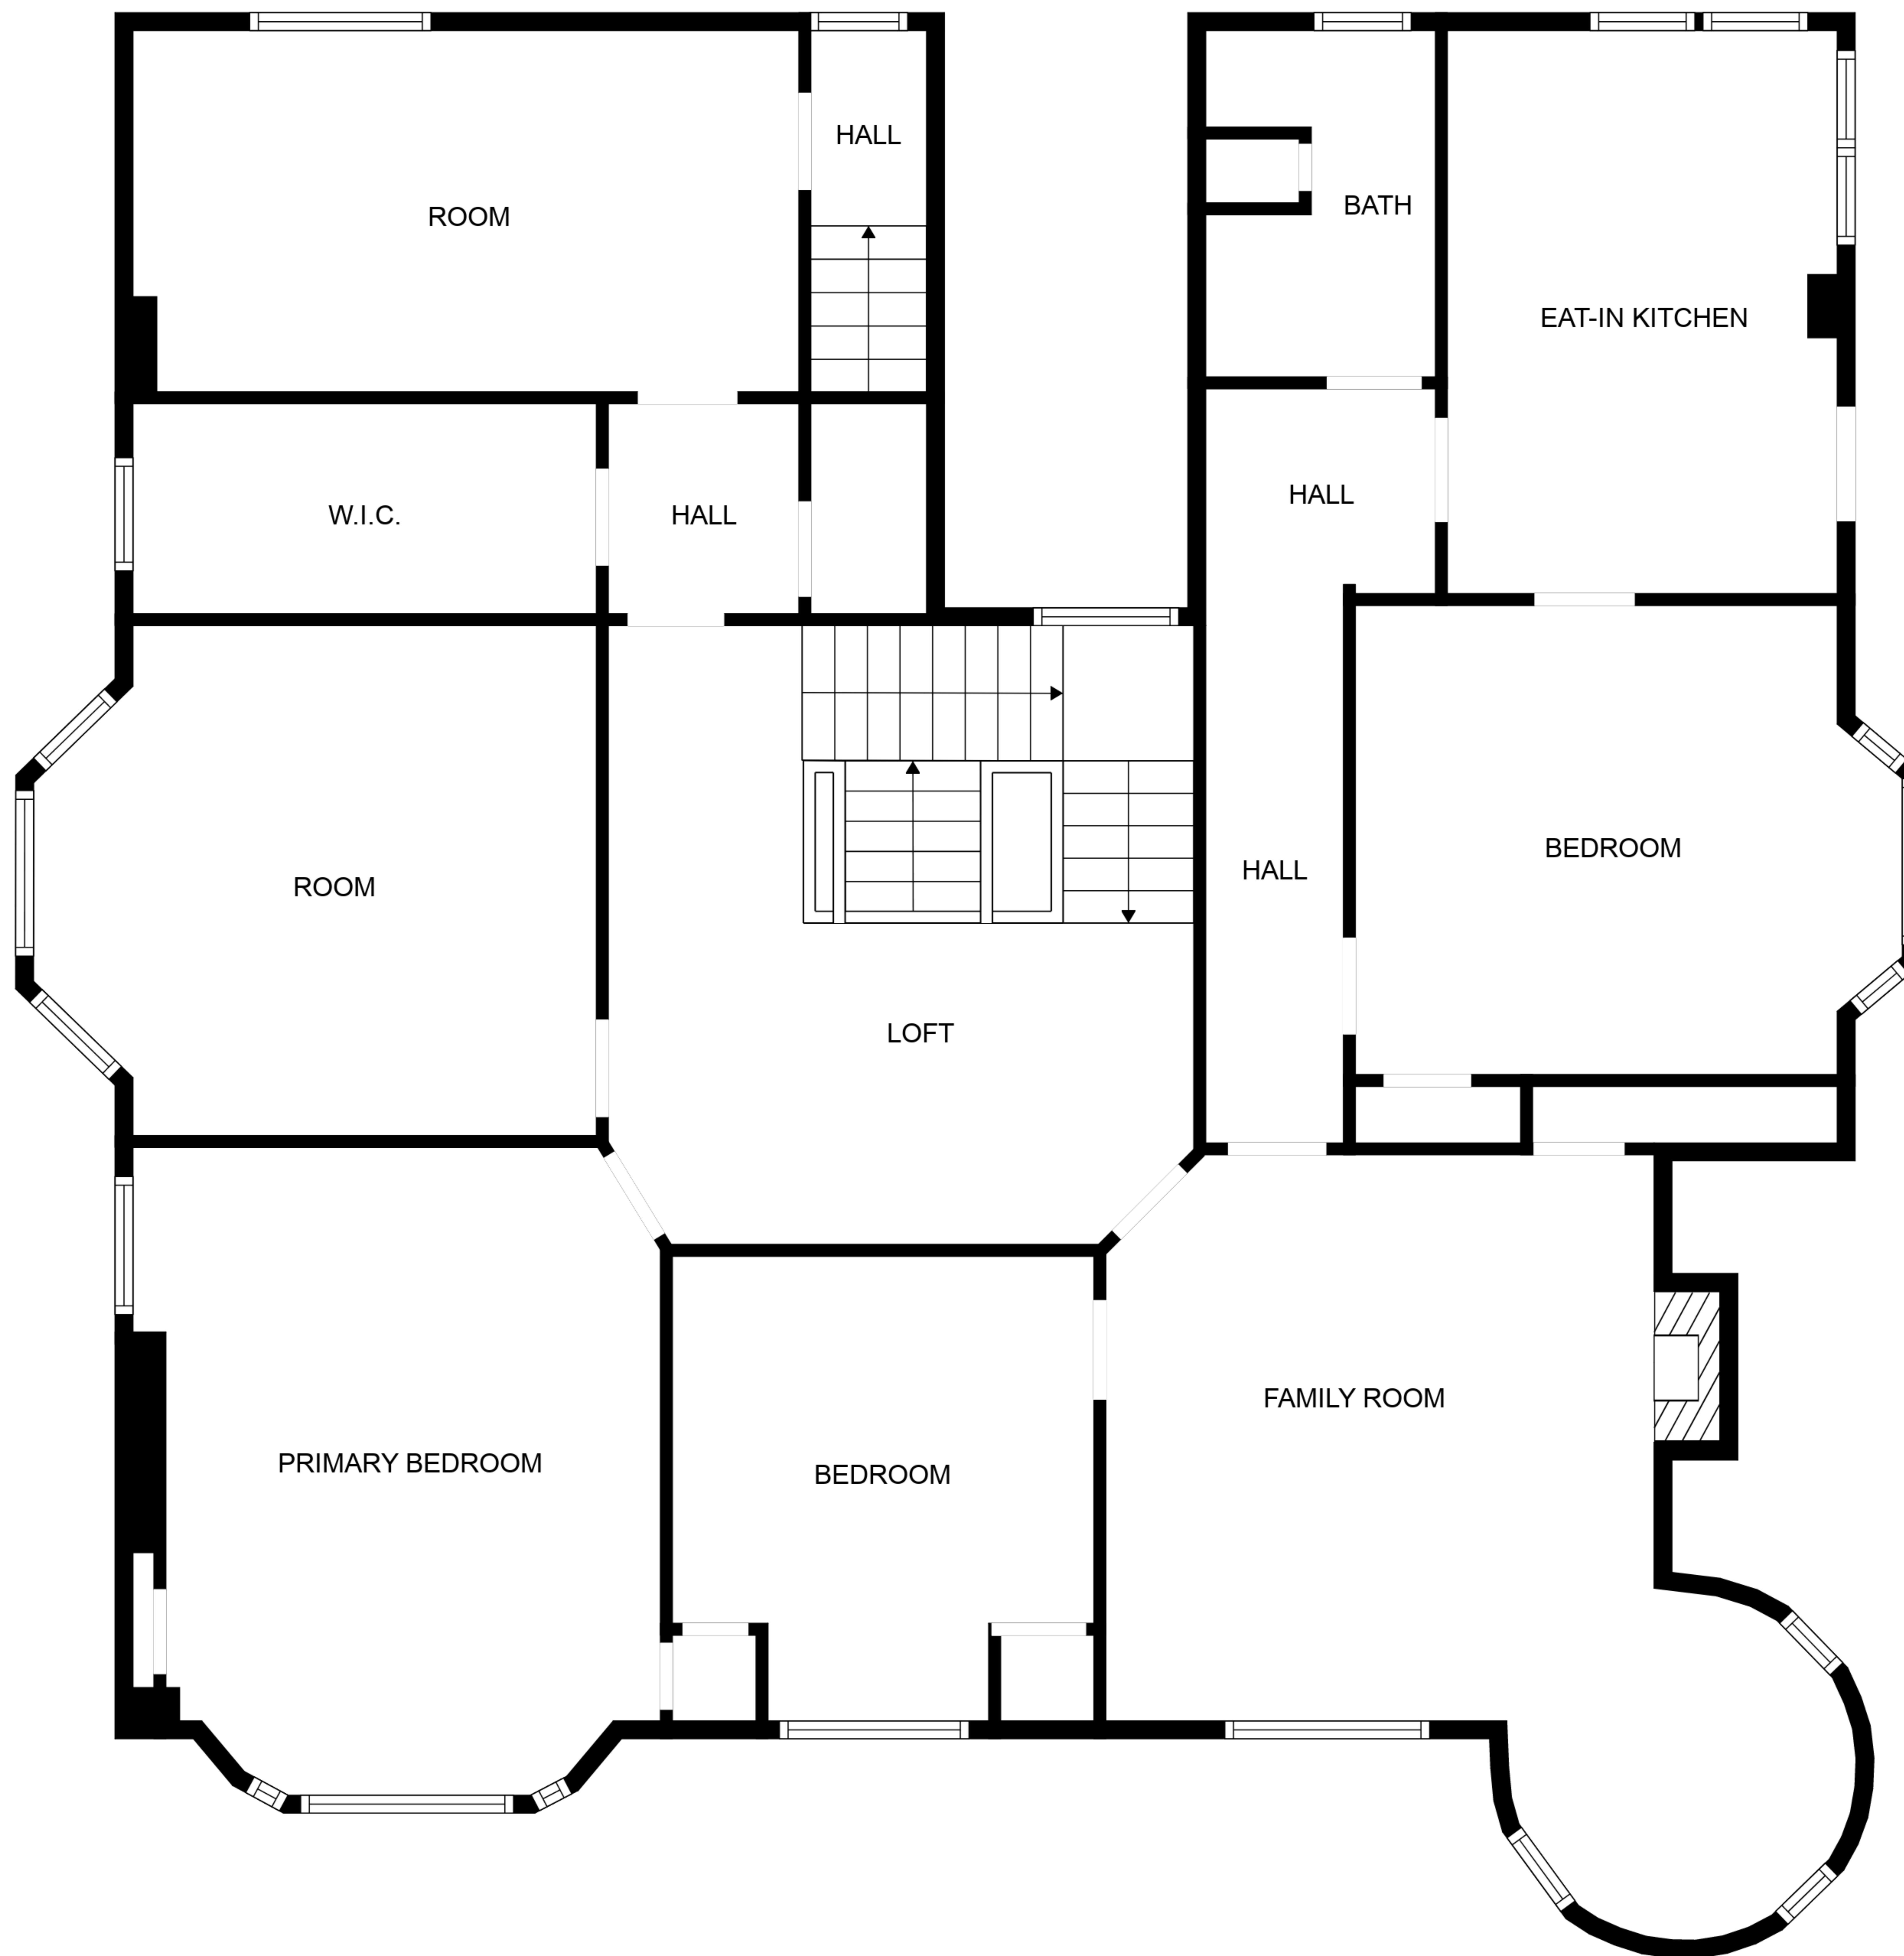 HALL
BATH
ROOM
EAT-IN KITCHEN
HALL
W.I.C.
HALL
BEDROOM
HALL
ROOM
LOFT
FAMILY ROOM
PRIMARY BEDROOM
BEDROOM